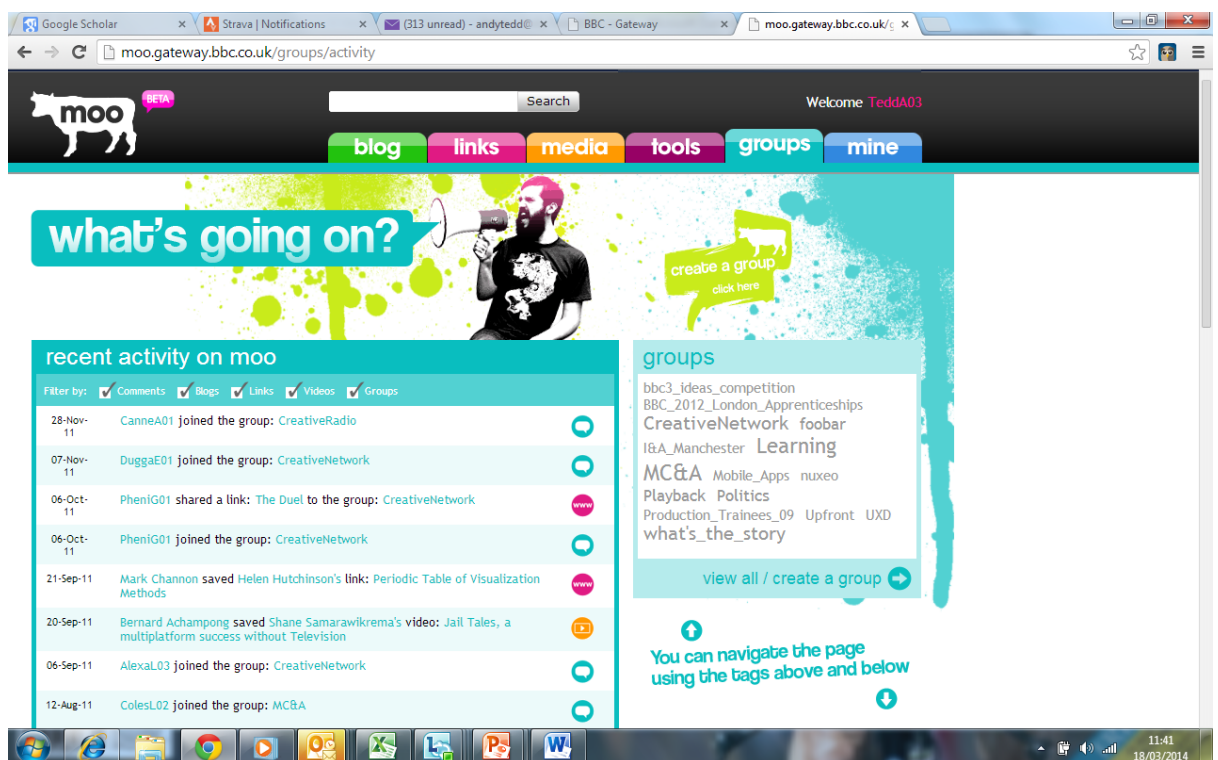 Google Scholar
Strava | Notifications
(313 unread) - andytedd@
BBC - Gateway
moo.gateway.bbc.co.uk/g
moo.gateway.bbc.co.uk/groups/activity
moo
BETA
Search
Welcome TeddA03
blog
links
media
tools
groups
mine
what's going on?
create a group
click here
recent activity on moo
Filter by: Comments Blogs Links Videos Groups
28-Nov-
11
CanneA01 joined the group: CreativeRadio
07-Nov-
11
DuggaE01 joined the group: CreativeNetwork
06-Oct-
11
PheniG01 shared a link: The Duel to the group: CreativeNetwork
www
06-Oct-
11
PheniG01 joined the group: CreativeNetwork
21-Sep-11
Mark Channon saved Helen Hutchinson's link: Periodic Table of Visualization
Methods
www
20-Sep-11
Bernard Achampong saved Shane Samarawikrema's video: Jail Tales, a
multiplatform success without Television
06-Sep-11
AlexaL03 joined the group: CreativeNetwork
12-Aug-11
ColesL02 joined the group: MC&A
groups
bbc3_ideas_competition
BBC_2012_London_Apprenticeships
CreativeNetwork foobar
I&A_Manchester Learning
MC&A Mobile_Apps nuxeo
Playback Politics
Production_Trainees_09 Upfront UXD
what's_the_story
view all / create a group
You can navigate the page
using the tags above and below
11:41
18/03/2014